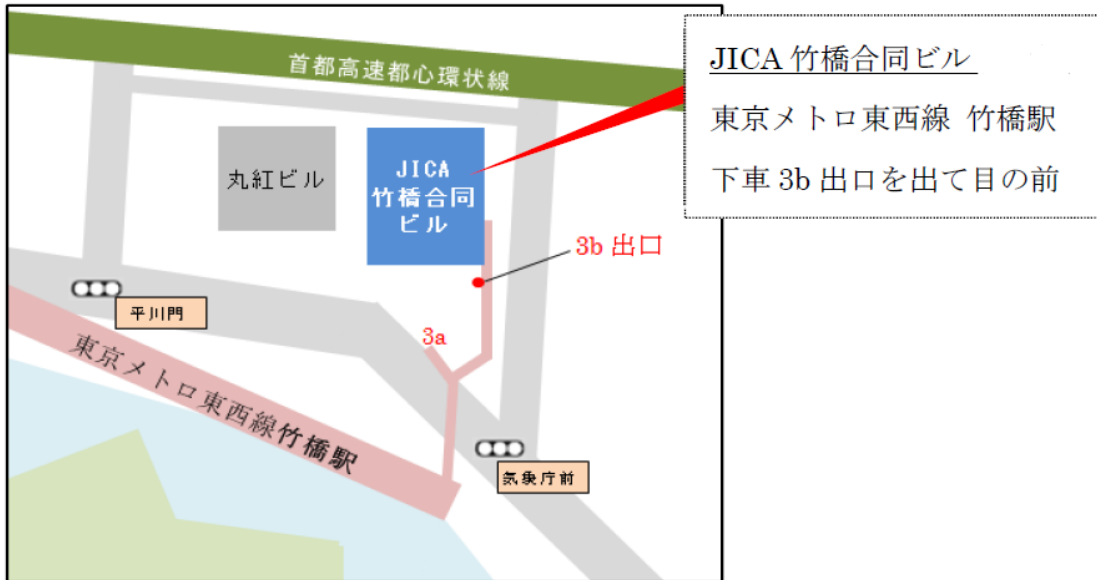 首都高速都心環状線
JICA 竹橋合同ビル
東京メトロ東西線 竹橋駅
下車 3b 出口を出て目の前
丸紅ビル
JICA
竹橋合同
ビル
3b 出口
平川門
3a
東京メトロ東西線竹橋駅
気象庁前